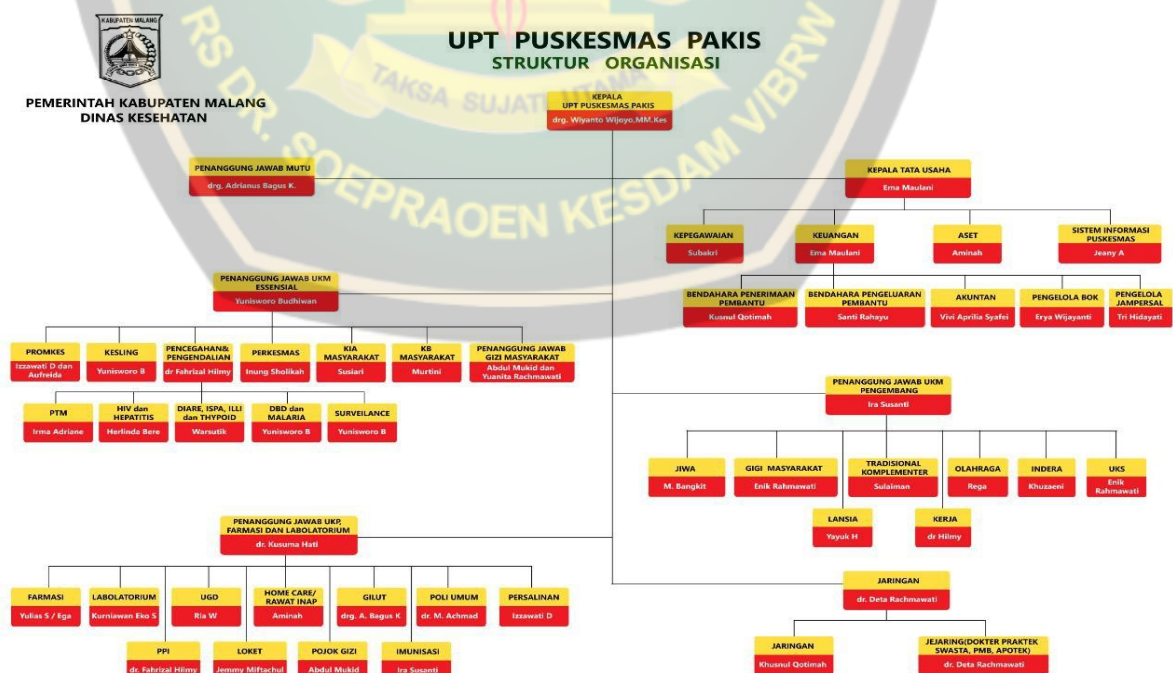 KABUPATEN MALANG
PEMERINTAH KABUPATEN MALANG
DINAS KESEHATAN
UPT PUSKESMAS PAKIS
STRUKTUR ORGANISASI
RS DR. SOEPRAOEN KESDAM V/BRW
TAKSA SUJATI UTAMA
KEPALA
UPT PUSKESMAS PAKIS
drg. Wiyanto Wijoyo,MM.Kes
PENANGGUNG JAWAB MUTU
drg. Adrianus Bagus K.
KEPALA TATA USAHA
Erna Maulani
KEPEGAWAIAN
Subakri
KEUANGAN
Erna Maulani
ASET
Aminah
SISTEM INFORMASI
PUSKESMAS
Jeany A
BENDAHARA PENERIMAAN
PEMBANTU
Kusnul Qotimah
BENDAHARA PENGELUARAN
PEMBANTU
Santi Rahayu
AKUNTAN
Vivi Aprilia Syafei
PENGELOLA BOK
Erya Wijayanti
PENGELOLA
JAMPERSAL
Tri Hidayati
PENANGGUNG JAWAB UKM
ESSENSIAL
Yunisworo Budhiwan
PROMKES
Izzawati D dan
Aufreida
KESLING
Yunisworo B
PENCEGAHAN&
PENGENDALIAN
dr Fahrizal Hilmy
PERKESMAS
Inung Sholikah
KIA
MASYARAKAT
Susiari
KB
MASYARAKAT
Murtini
PENANGGUNG JAWAB
GIZI MASYARAKAT
Abdul Mukid dan
Yuanita Rachmawati
PTM
Irma Adriane
HIV dan
HEPATITIS
Herlinda Bere
DIARE, ISPA, ILLI
dan THYPOID
Warsutik
DBD dan
MALARIA
Yunisworo B
SURVEILANCE
Yunisworo B
PENANGGUNG JAWAB UKM
PENGEMBANG
Ira Susanti
JIWA
M. Bangkit
GIGI MASYARAKAT
Enik Rahmawati
TRADISIONAL
KOMPLEMENTER
Sulaiman
OLAHRAGA
Rega
INDERA
Khuzaeni
UKS
Enik
Rahmawati
LANSIA
Yayuk H
KERJA
dr Hilmy
PENANGGUNG JAWAB UKP,
FARMASI DAN LABOLATORIUM
dr. Kusuma Hati
FARMASI
Yulias S / Ega
LABOLATORIUM
Kurniawan Eko S
UGD
Ria W
HOME CARE/
RAWAT INAP
Aminah
GILUT
drg. A. Bagus K
POLI UMUM
dr. M. Achmad
PERSALINAN
Izzawati D
PPI
dr. Fahrizal Hilmy
LOKET
Jemmy Miftachul
POJOK GIZI
Abdul Mukid
IMUNISASI
Ira Susanti
JARINGAN
dr. Deta Rachmawati
JARINGAN
Khusnul Qotimah
JEJARING(DOKTER PRAKTEK
SWASTA, PMB, APOTEK)
dr. Deta Rachmawati